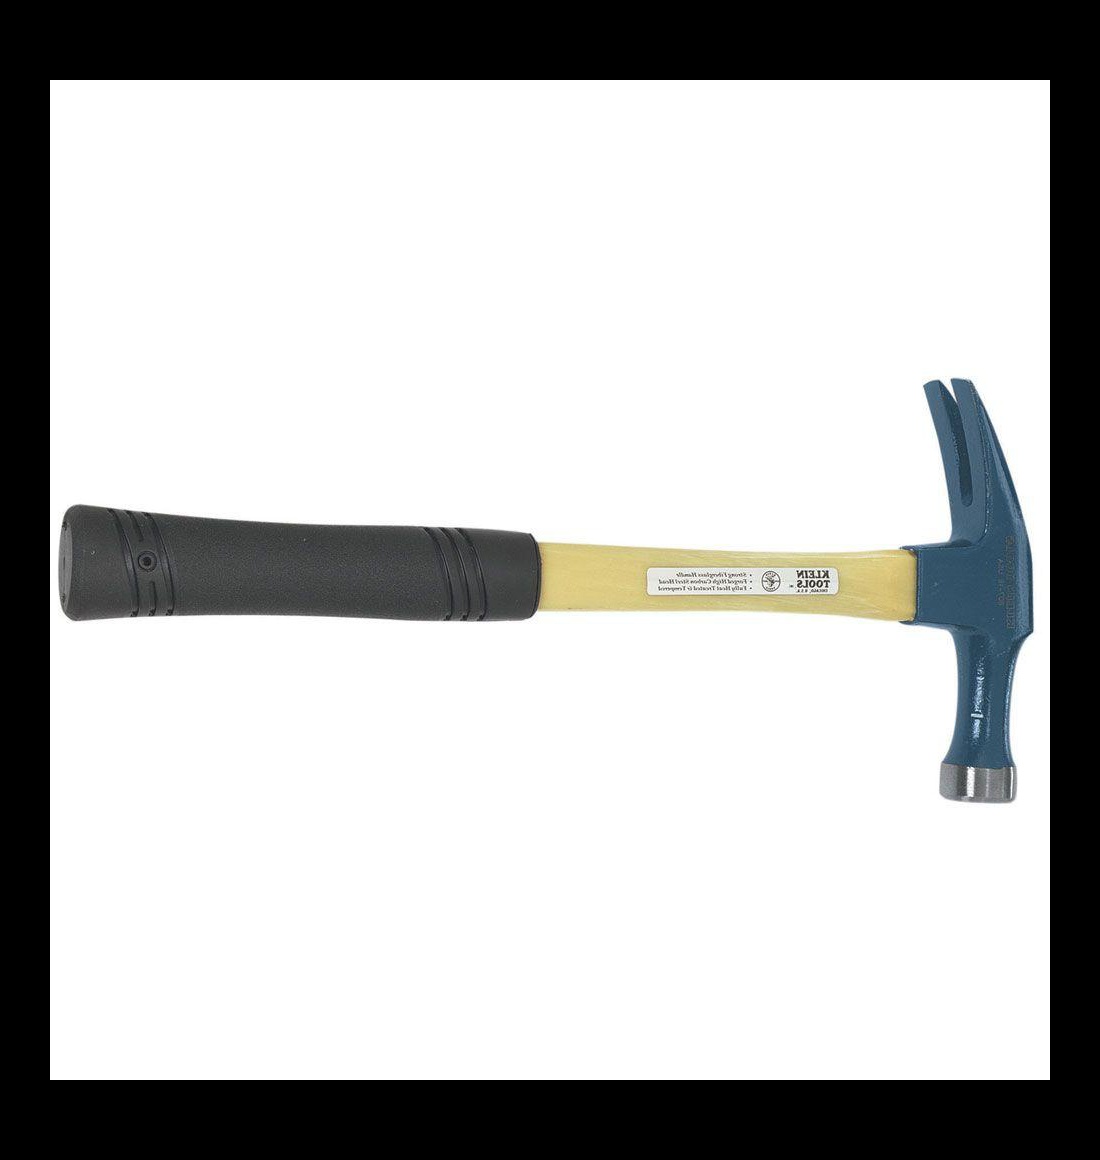 KLEIN
TOOLS
CHICAGO, U.S.A.
• Strong Fiberglass Handle
• Forged High Carbon Steel Head
• Fully Heat Treated & Tempered